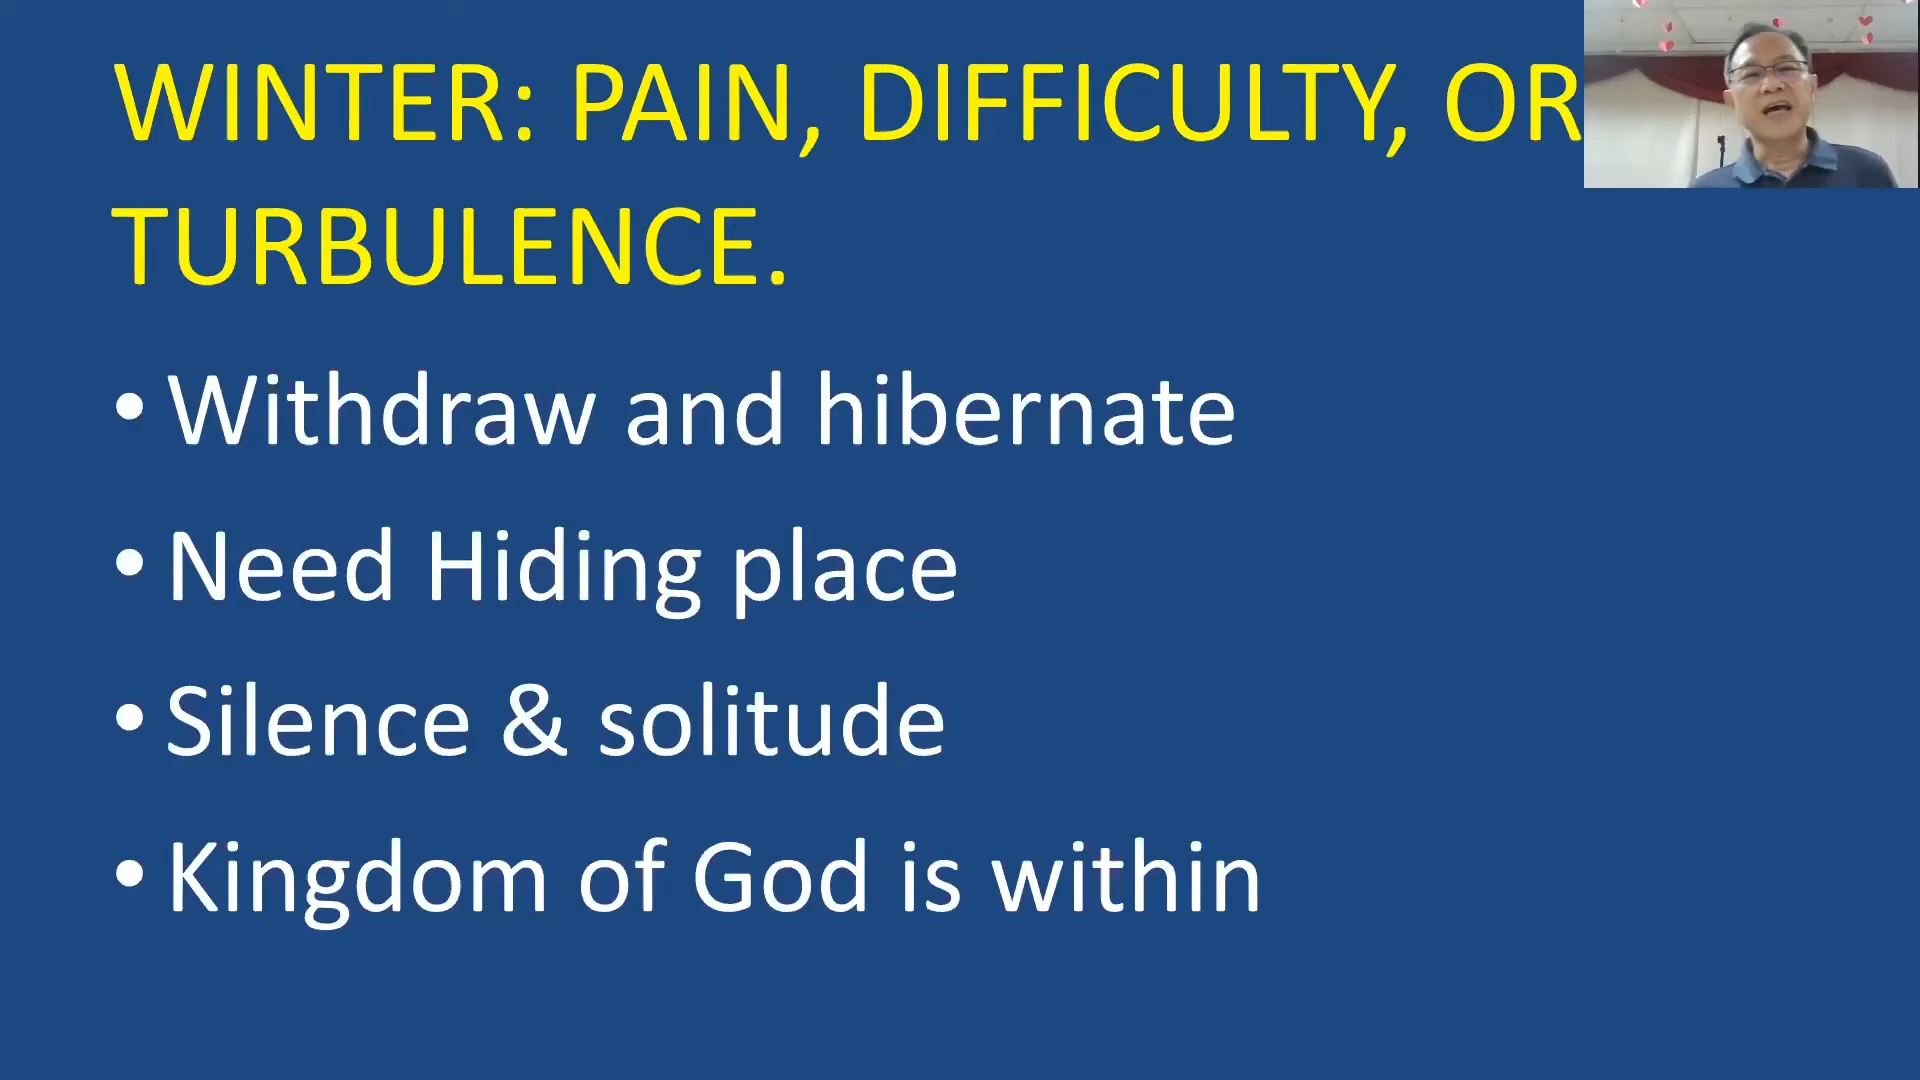 WINTER: PAIN, DIFFICULTY, OR
TURBULENCE.
• Withdraw and hibernate
• Need Hiding place
• Silence & solitude
• Kingdom of God is within